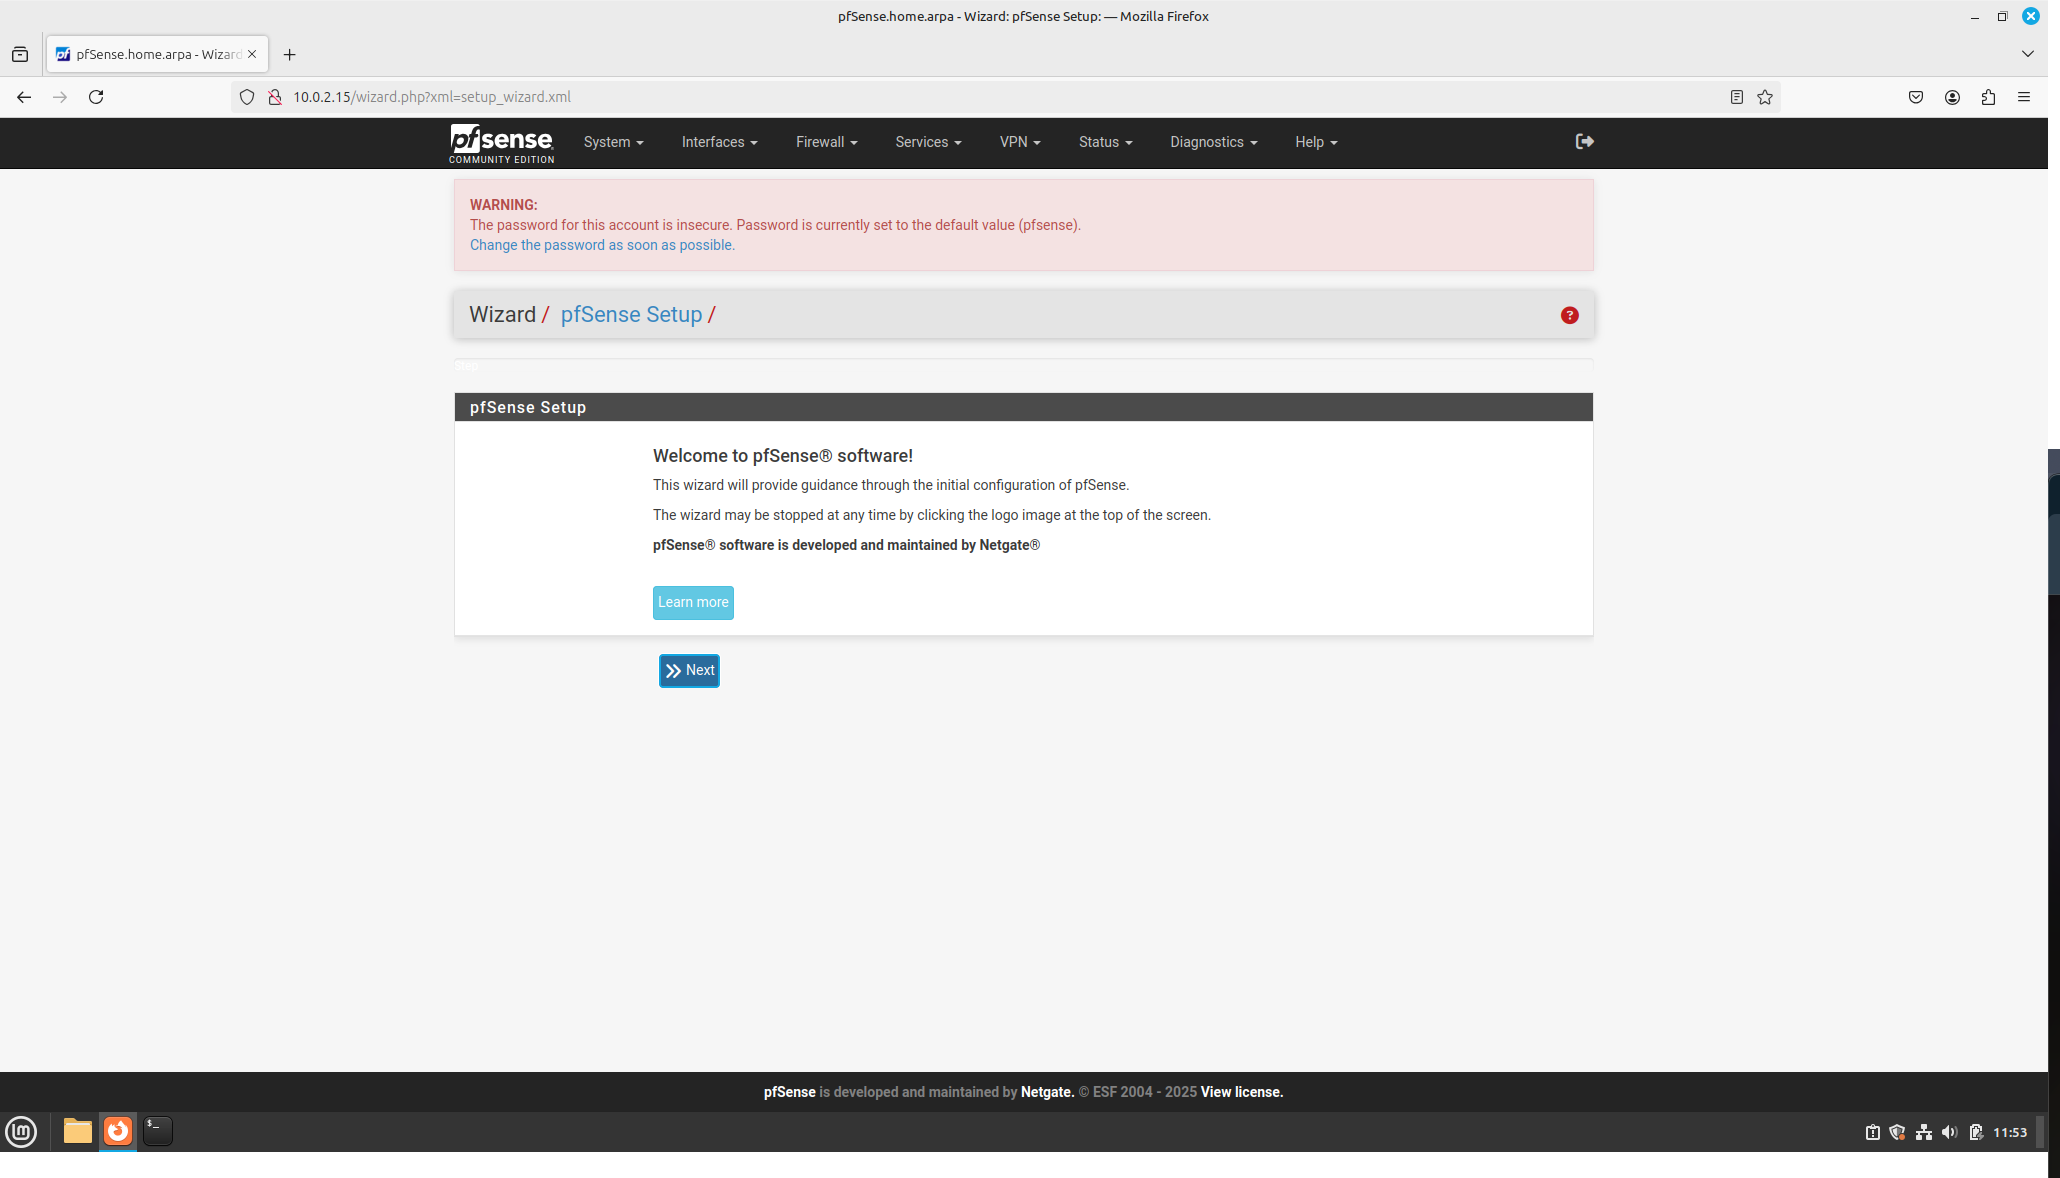 pfSense.home.arpa - Wizard: pfSense Setup: — Mozilla Firefox
pfSense.home.arpa - Wizard
10.0.2.15/wizard.php?xml=setup_wizard.xml
pfsense
COMMUNITY EDITION
System
Interfaces
Firewall
Services
VPN
Status
Diagnostics
Help
WARNING:
The password for this account is insecure. Password is currently set to the default value (pfsense).
Change the password as soon as possible.
Wizard / pfSense Setup /
?
Step
pfSense Setup
Welcome to pfSense® software!
This wizard will provide guidance through the initial configuration of pfSense.
The wizard may be stopped at any time by clicking the logo image at the top of the screen.
pfSense® software is developed and maintained by Netgate®
Learn more
Next
pfSense is developed and maintained by Netgate. © ESF 2004 - 2025 View license.
$_
11:53